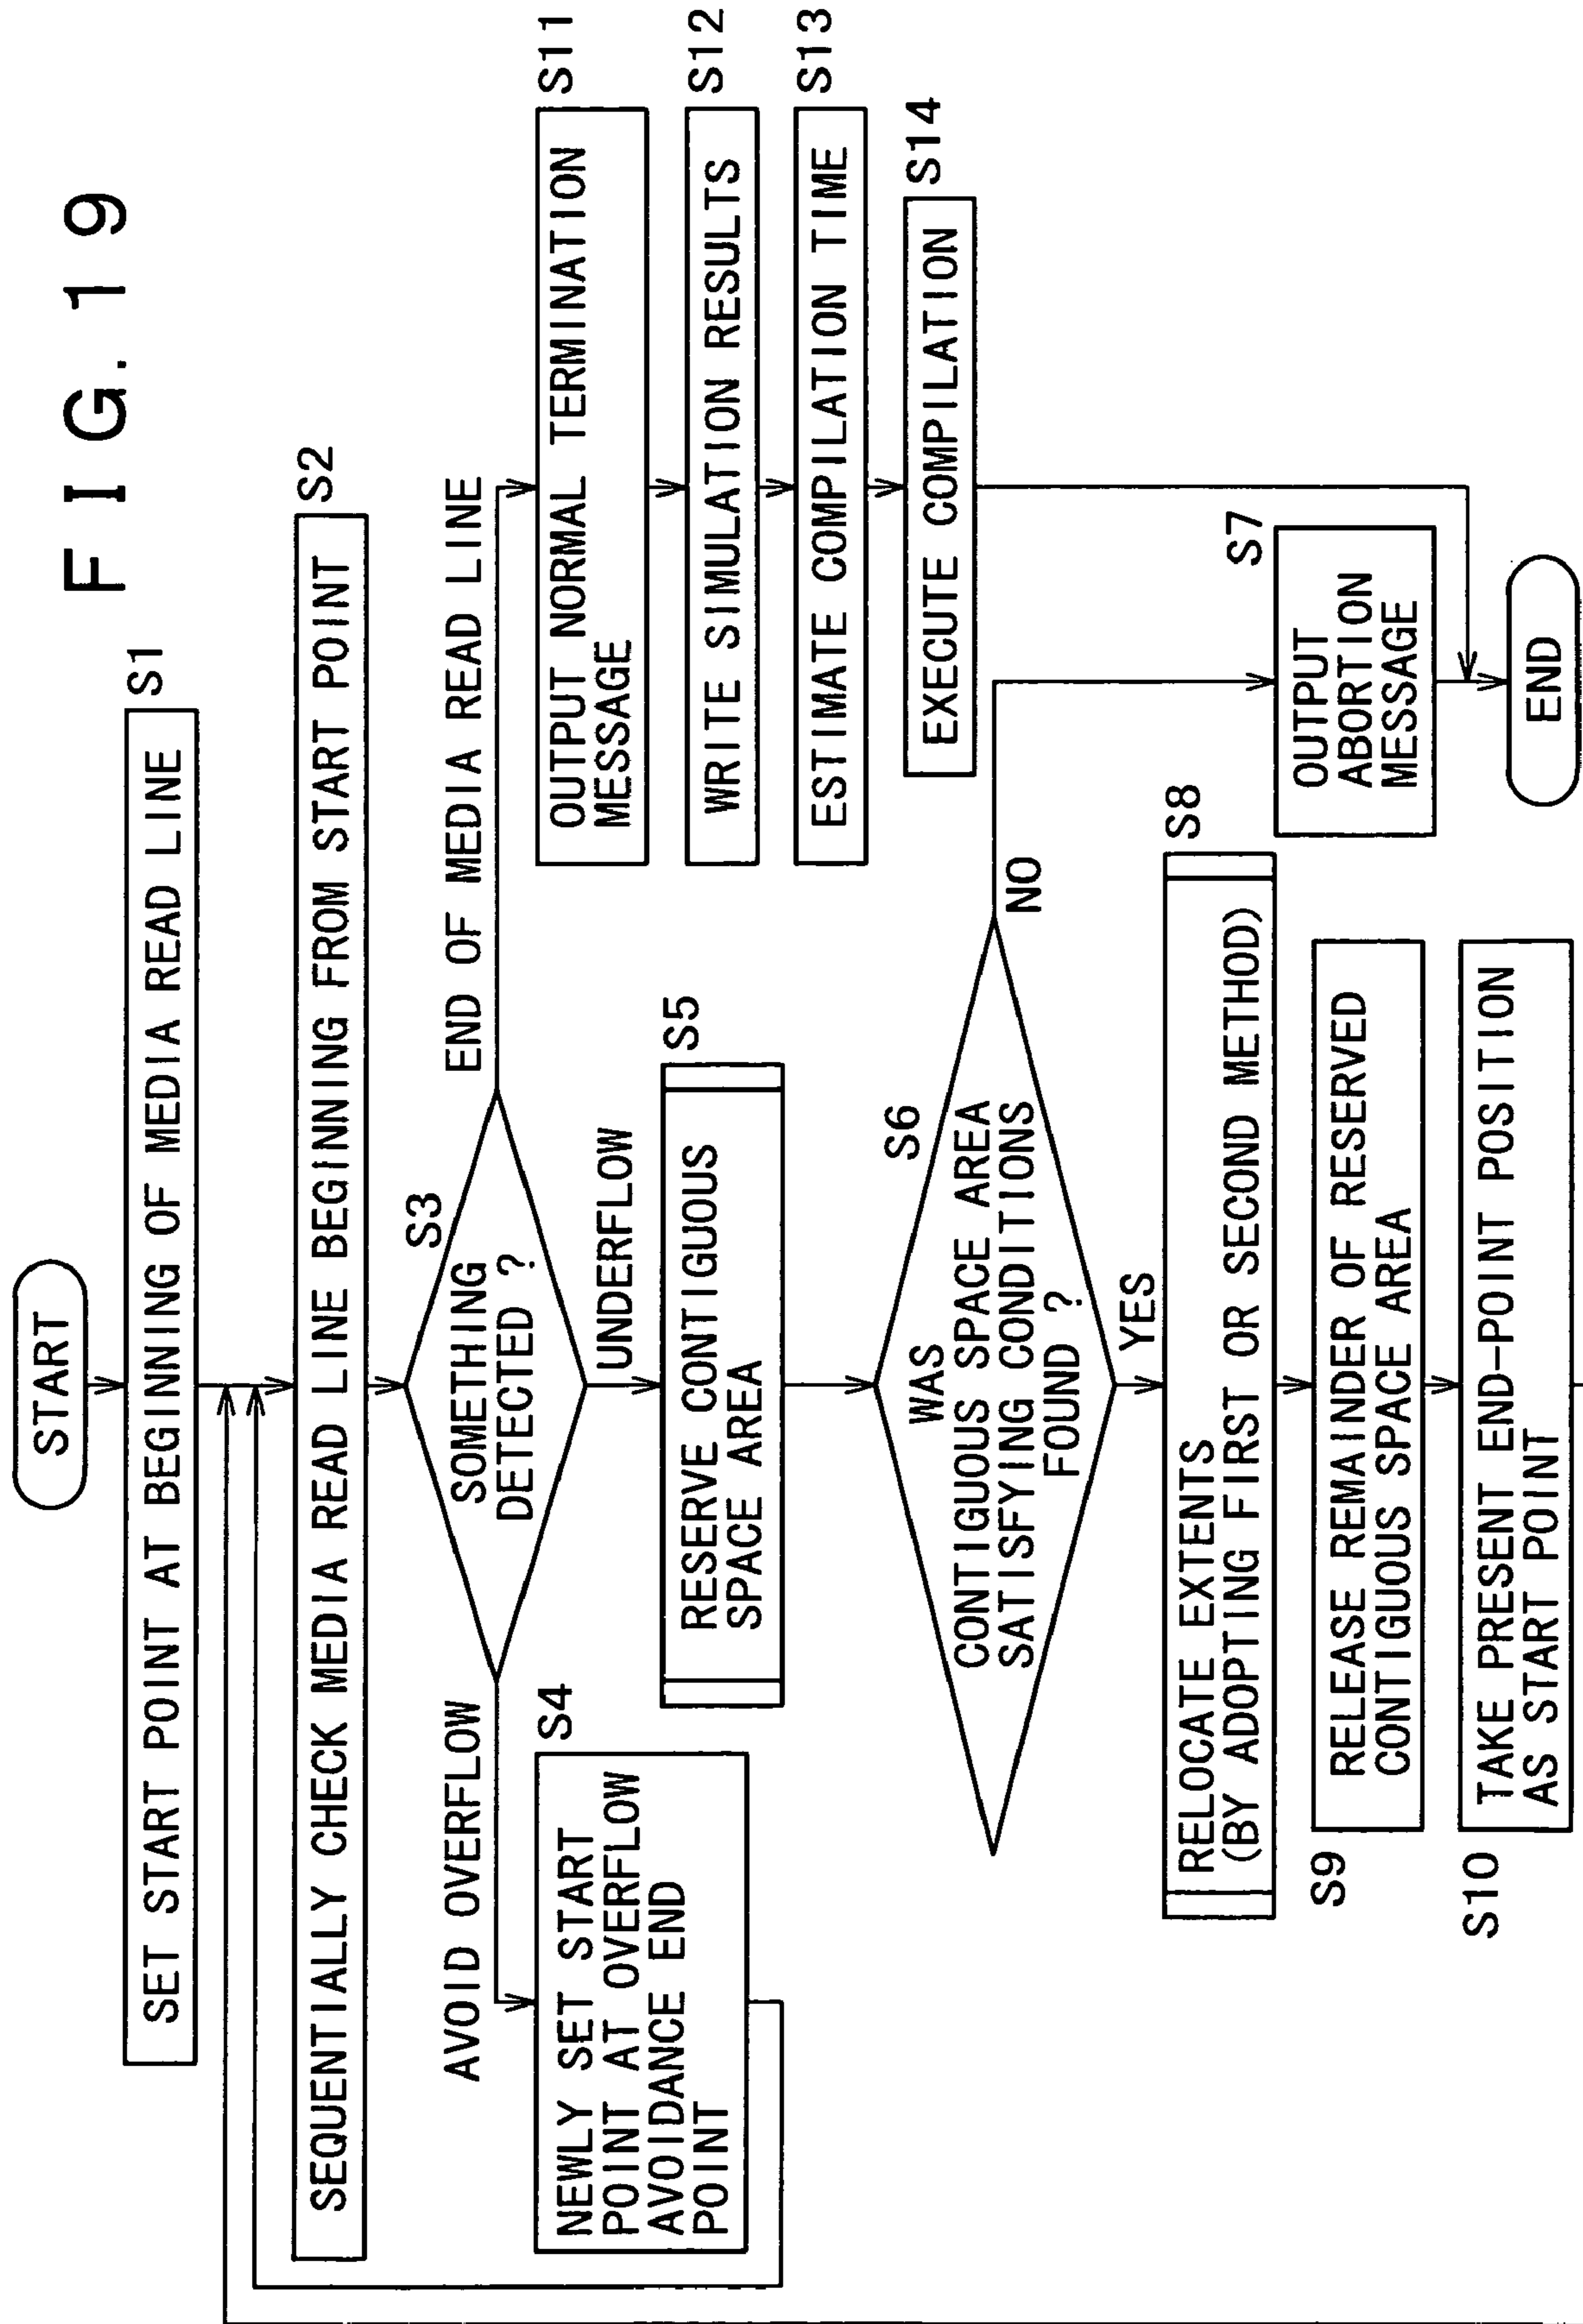 F I G. 1 9
START
S1
SET START POINT AT BEGINNING OF MEDIA READ LINE
S2
SEQUENTIALLY CHECK MEDIA READ LINE BEGINNING FROM START POINT
S3
SOMETHING
DETECTED ?
AVOID OVERFLOW
UNDERFLOW
END OF MEDIA READ LINE
S4
NEWLY SET START
POINT AT OVERFLOW
AVOIDANCE END
POINT
S5
RESERVE CONTIGUOUS
SPACE AREA
S6
WAS
CONTIGUOUS SPACE AREA
SATISFYING CONDITIONS
FOUND ?
NO
YES
S7
OUTPUT
ABORTION
MESSAGE
S8
RELOCATE EXTENTS
(BY ADOPTING FIRST OR SECOND METHOD)
S9
RELEASE REMAINDER OF RESERVED
CONTIGUOUS SPACE AREA
S10
TAKE PRESENT END-POINT POSITION
AS START POINT
S11
OUTPUT NORMAL TERMINATION
MESSAGE
S12
WRITE SIMULATION RESULTS
S13
ESTIMATE COMPILATION TIME
S14
EXECUTE COMPILATION
END